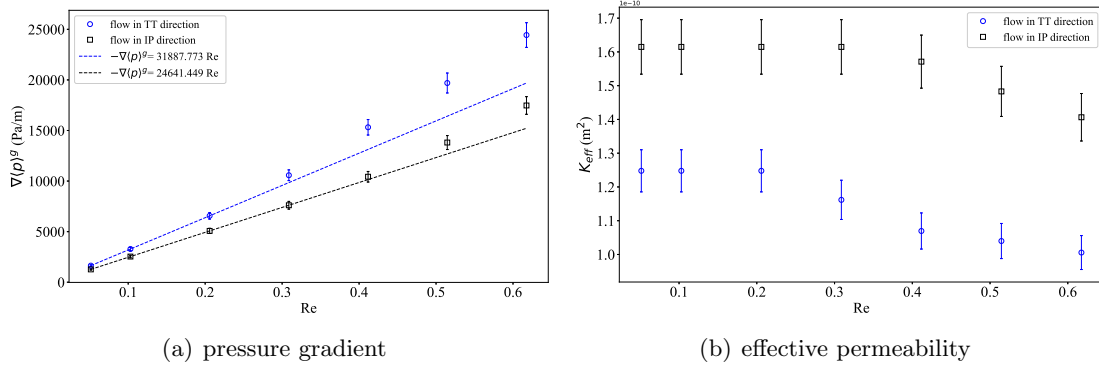 25000
20000
15000
10000
5000
0
∇⟨p⟩^g (Pa/m)
flow in TT direction
flow in IP direction
−∇⟨p⟩^g= 31887.773 Re
−∇⟨p⟩^g= 24641.449 Re
0.1 0.2 0.3 0.4 0.5 0.6
Re
(a) pressure gradient
1e−10
1.7
1.6
1.5
1.4
1.3
1.2
1.1
1.0
K_eff (m²)
flow in TT direction
flow in IP direction
0.1 0.2 0.3 0.4 0.5 0.6
Re
(b) effective permeability